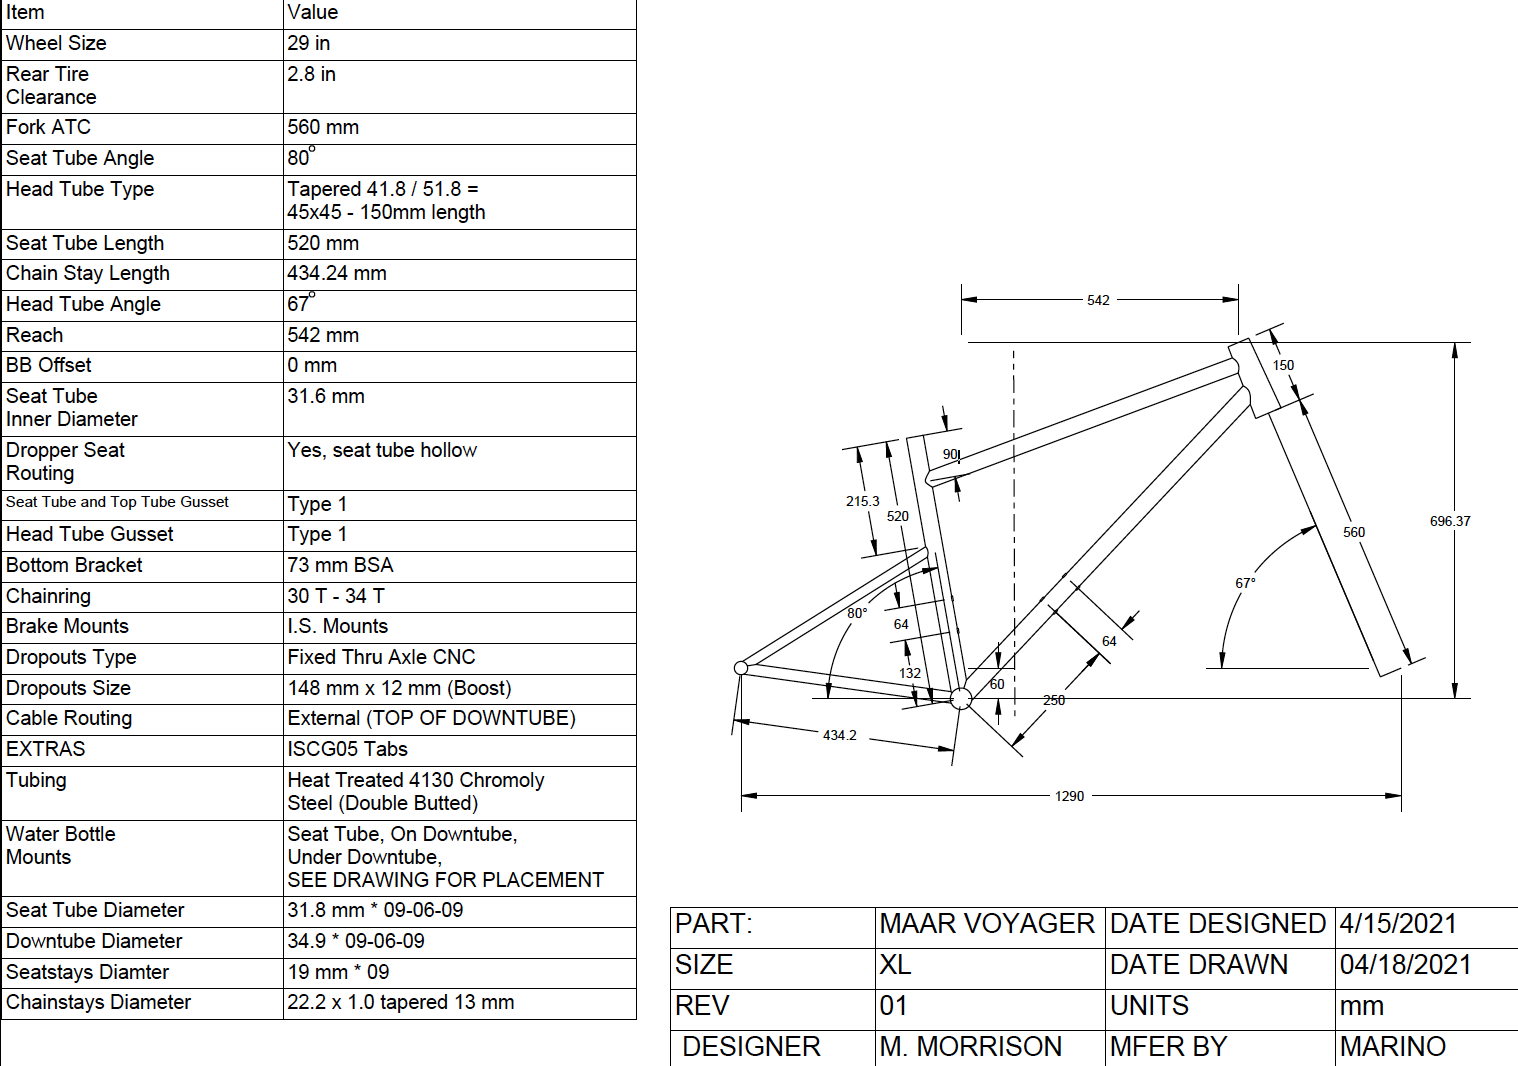 Item Value
Wheel Size 29 in
Rear Tire 2.8 in
Clearance
Fork ATC 560 mm
Seat Tube Angle 80°
Head Tube Type Tapered 41.8 / 51.8 =
45x45 - 150mm length
Seat Tube Length 520 mm
Chain Stay Length 434.24 mm
Head Tube Angle 67°
Reach 542 mm
BB Offset 0 mm
Seat Tube 31.6 mm
Inner Diameter
Dropper Seat Yes, seat tube hollow
Routing
Seat Tube and Top Tube Gusset Type 1
Head Tube Gusset Type 1
Bottom Bracket 73 mm BSA
Chainring 30 T - 34 T
Brake Mounts I.S. Mounts
Dropouts Type Fixed Thru Axle CNC
Dropouts Size 148 mm x 12 mm (Boost)
Cable Routing External (TOP OF DOWNTUBE)
EXTRAS ISCG05 Tabs
Tubing Heat Treated 4130 Chromoly
Steel (Double Butted)
Water Bottle Seat Tube, On Downtube,
Mounts Under Downtube,
SEE DRAWING FOR PLACEMENT
Seat Tube Diameter 31.8 mm * 09-06-09
Downtube Diameter 34.9 * 09-06-09
Seatstays Diamter 19 mm * 09
Chainstays Diameter 22.2 x 1.0 tapered 13 mm
542
150
90
215.3
520
696.37
560
67°
80°
64
64
132
60
250
434.2
1290
PART: MAAR VOYAGER DATE DESIGNED 4/15/2021
SIZE XL DATE DRAWN 04/18/2021
REV 01 UNITS mm
DESIGNER M. MORRISON MFER BY MARINO